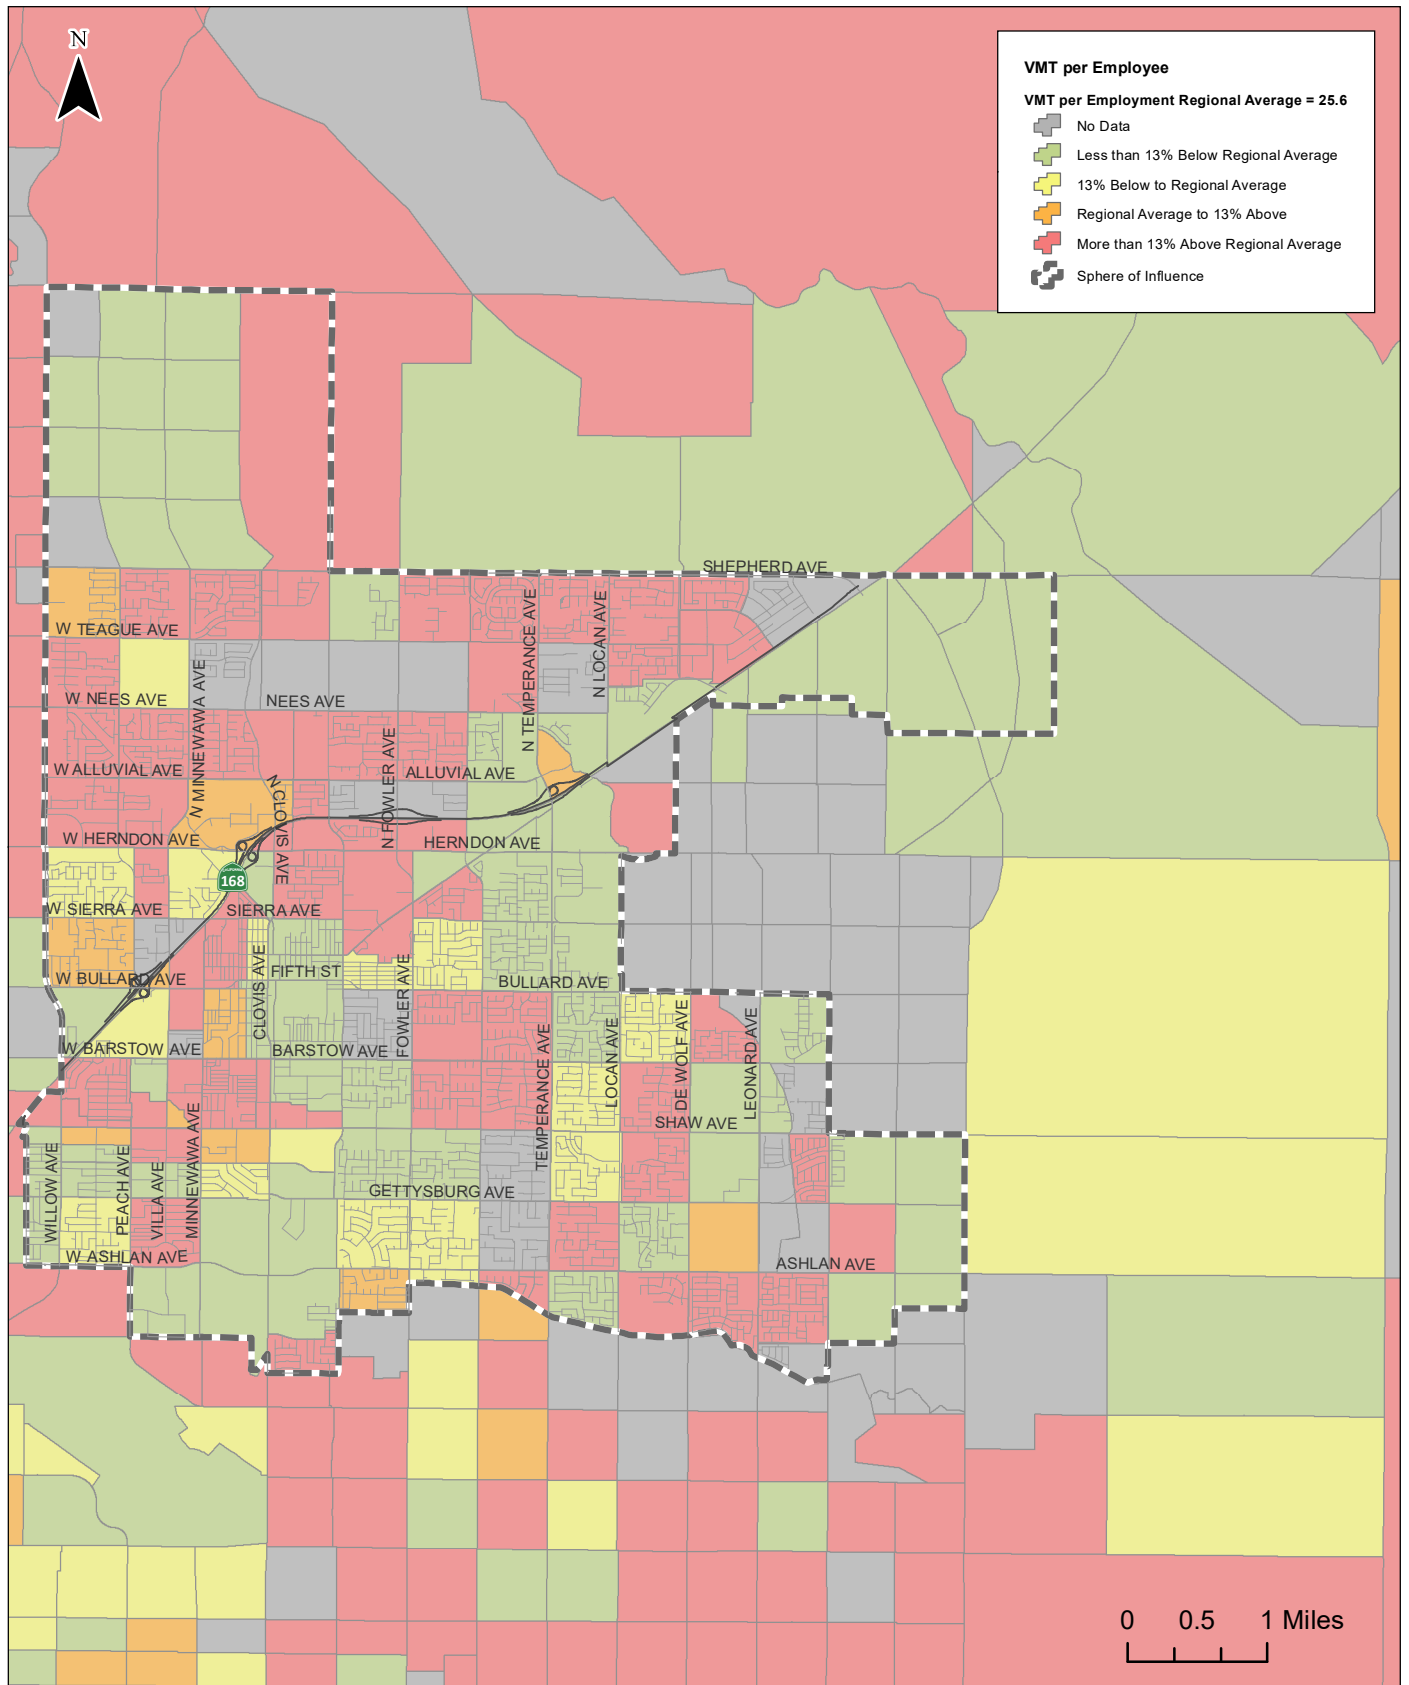 N
VMT per Employee
VMT per Employment Regional Average = 25.6
No Data
Less than 13% Below Regional Average
13% Below to Regional Average
Regional Average to 13% Above
More than 13% Above Regional Average
Sphere of Influence
SHEPHERD AVE
W TEAGUE AVE
N TEMPERANCE AVE
N LOCAN AVE
N MINNEWAWA AVE
W NEES AVE
NEES AVE
N FOWLER AVE
W ALLUVIAL AVE
ALLUVIAL AVE
N CLOVIS AVE
W HERNDON AVE
HERNDON AVE
CALIFORNIA
168
W SIERRA AVE
SIERRA AVE
CLOVIS AVE
FOWLER AVE
W BULLARD AVE
FIFTH ST
BULLARD AVE
W BARSTOW AVE
BARSTOW AVE
TEMPERANCE AVE
LOCAN AVE
DE WOLF AVE
LEONARD AVE
SHAW AVE
WILLOW AVE
PEACH AVE
VILLA AVE
MINNEWAWA AVE
GETTYSBURG AVE
W ASHLAN AVE
ASHLAN AVE
0 0.5 1 Miles